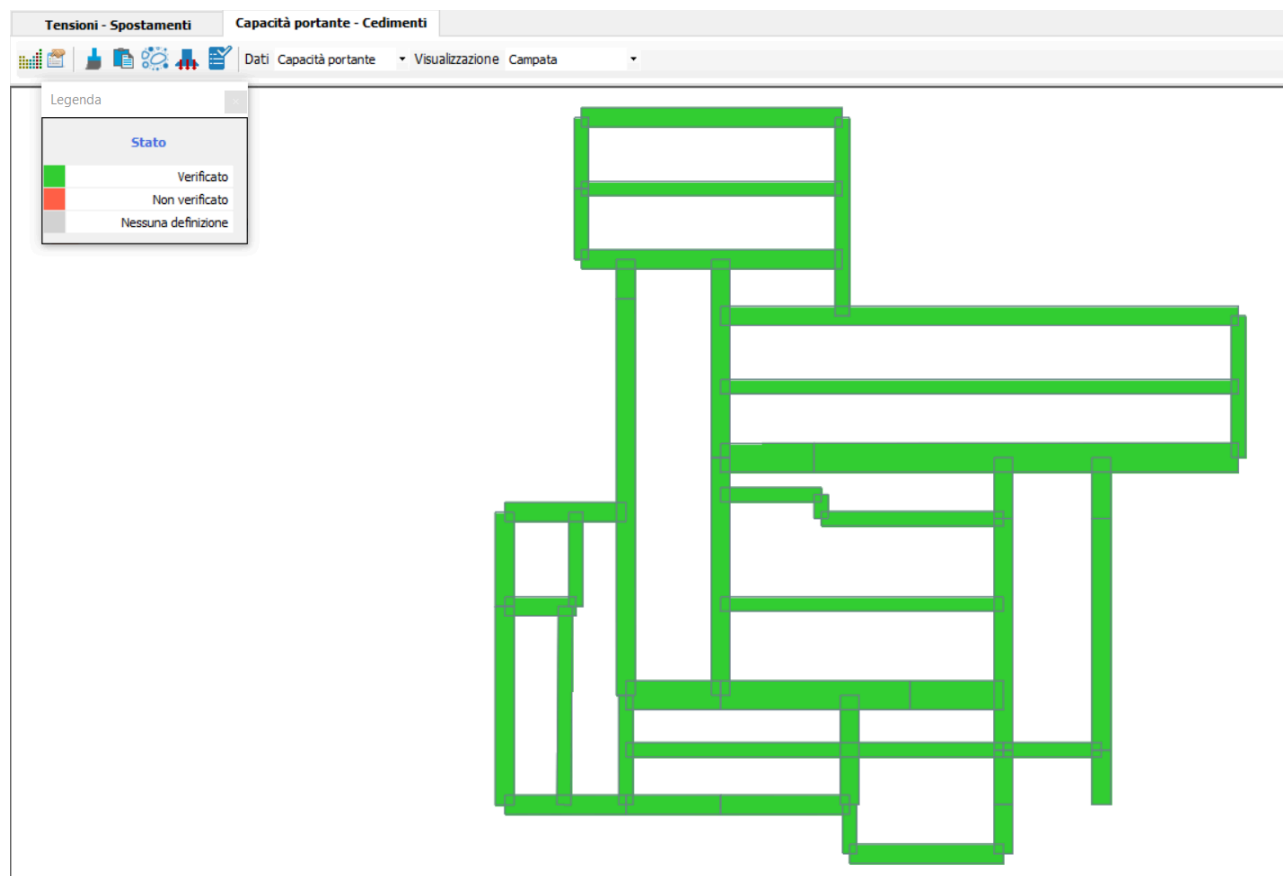 Tensioni - Spostamenti
Capacità portante - Cedimenti
Dati Capacità portante Visualizzazione Campata
Legenda
Stato
Verificato
Non verificato
Nessuna definizione